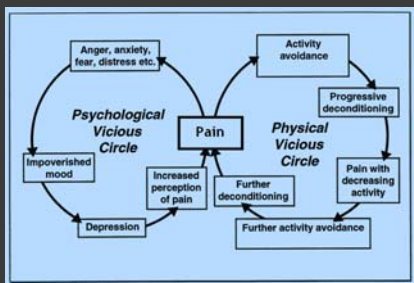 Anger, anxiety,
fear, distress etc.
Activity
avoidance
Psychological
Vicious
Circle
Pain
Physical
Vicious
Circle
Progressive
deconditioning
Impoverished
mood
Increased
perception
of pain
Further
deconditioning
Pain with
decreasing
activity
Depression
Further activity avoidance